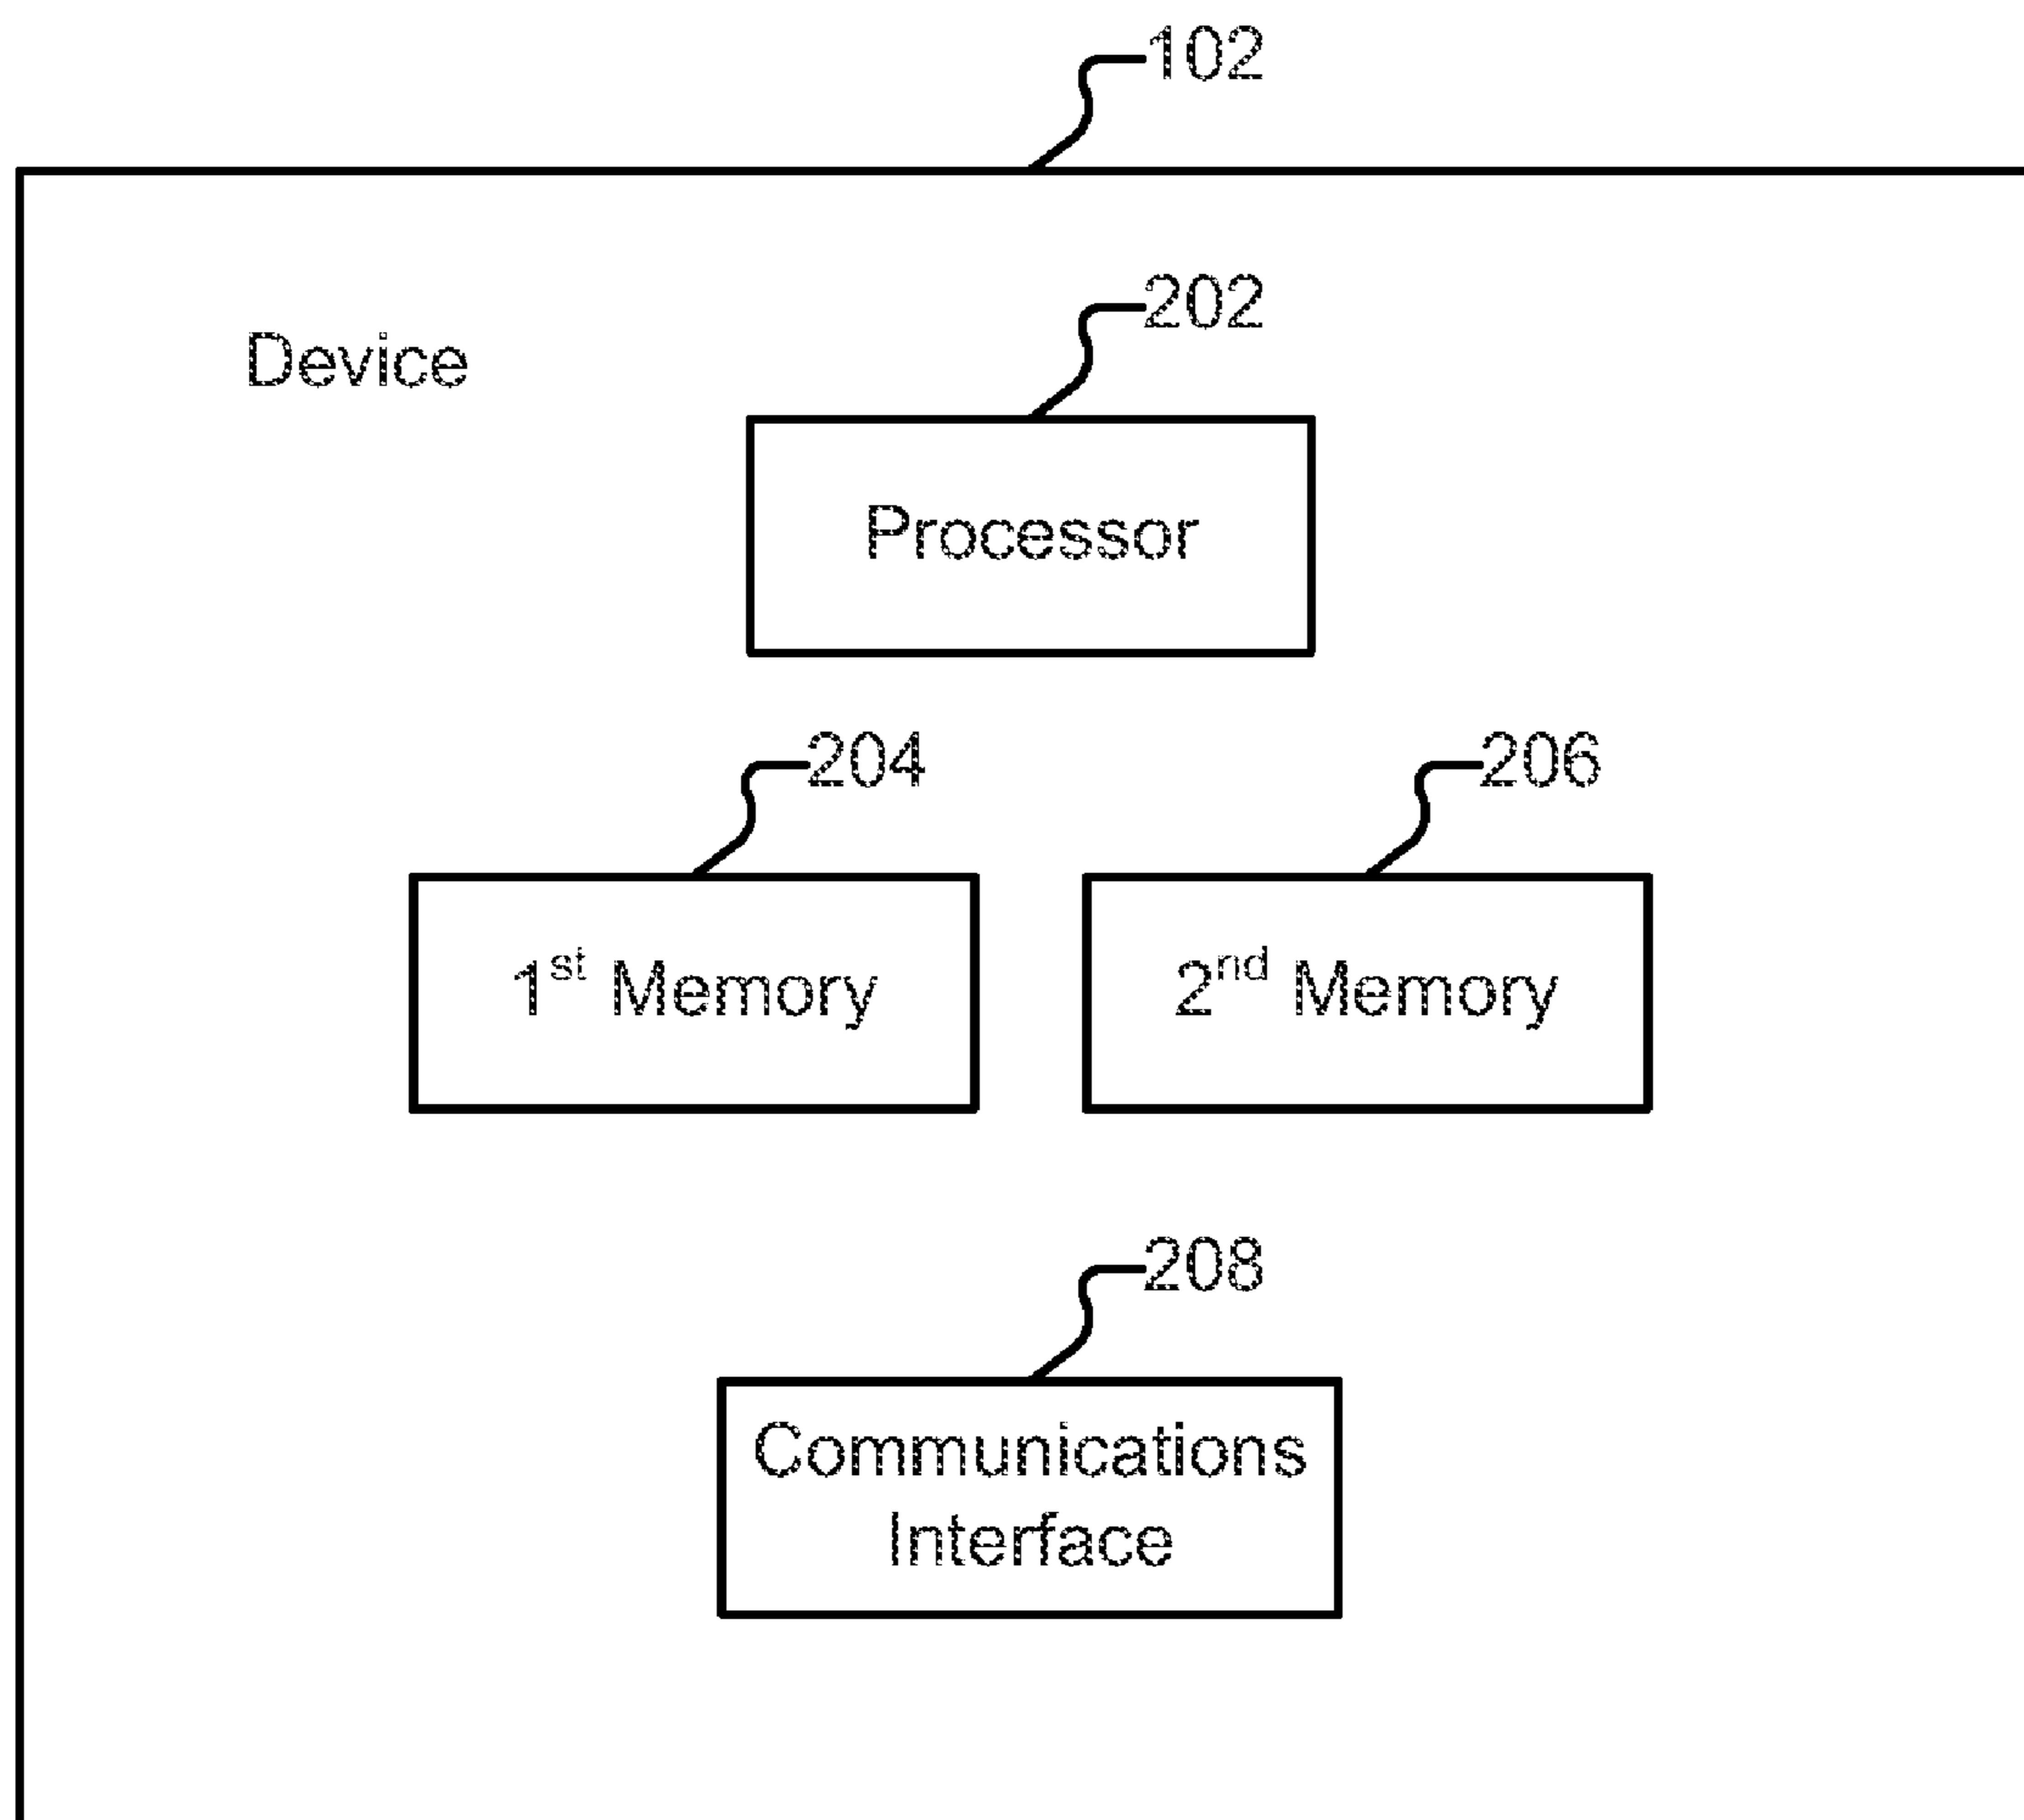 102
202
Device
Processor
204
206
1st Memory
2nd Memory
208
Communications
Interface